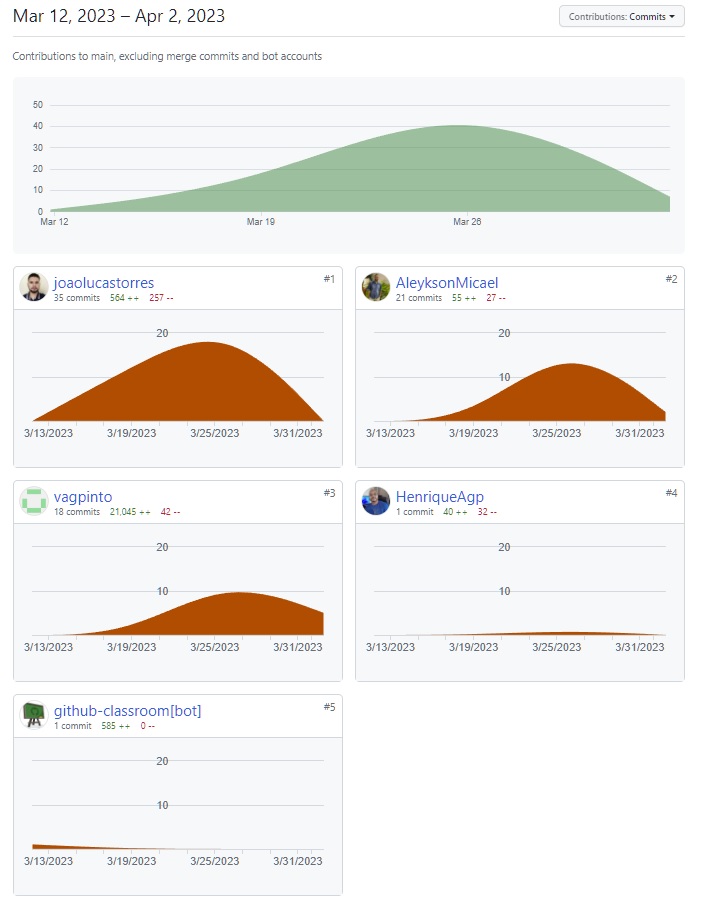 Mar 12, 2023 – Apr 2, 2023
Contributions: Commits
Contributions to main, excluding merge commits and bot accounts
50
40
30
20
10
0
Mar 12 Mar 19 Mar 26
joaolucastorres #1
35 commits 564 ++ 257 --
20
3/13/2023 3/19/2023 3/25/2023 3/31/2023
AleyksonMicael #2
21 commits 55 ++ 27 --
20
10
3/13/2023 3/19/2023 3/25/2023 3/31/2023
vagpinto #3
18 commits 21,045 ++ 42 --
20
10
3/13/2023 3/19/2023 3/25/2023 3/31/2023
HenriqueAgp #4
1 commit 40 ++ 32 --
20
10
3/13/2023 3/19/2023 3/25/2023 3/31/2023
github-classroom[bot] #5
1 commit 585 ++ 0 --
20
10
3/13/2023 3/19/2023 3/25/2023 3/31/2023